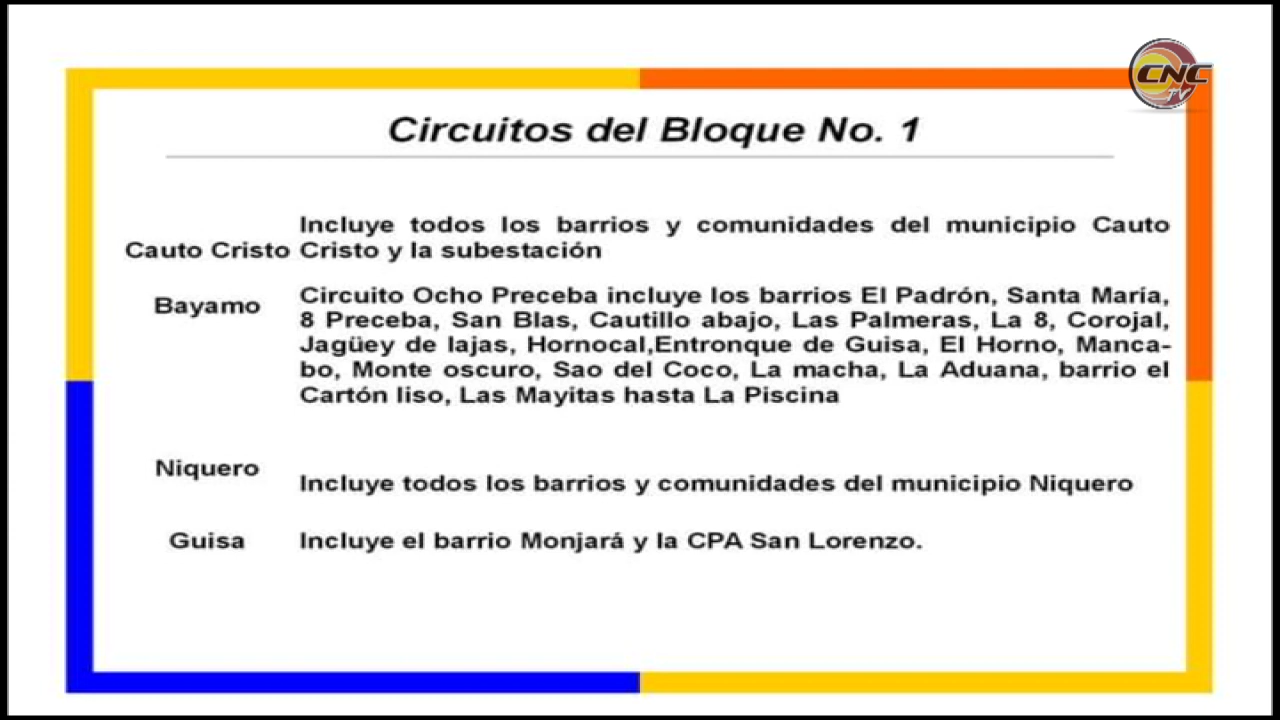 CNC
TV
Circuitos del Bloque No. 1
Incluye todos los barrios y comunidades del municipio Cauto
Cauto Cristo Cristo y la subestación
Bayamo
Circuito Ocho Preceba incluye los barrios El Padrón, Santa María,
8 Preceba, San Blas, Cautillo abajo, Las Palmeras, La 8, Corojal,
Jagüey de lajas, Hornocal,Entronque de Guisa, El Horno, Manca-
bo, Monte oscuro, Sao del Coco, La macha, La Aduana, barrio el
Cartón liso, Las Mayitas hasta La Piscina
Niquero
Incluye todos los barrios y comunidades del municipio Niquero
Guisa Incluye el barrio Monjará y la CPA San Lorenzo.